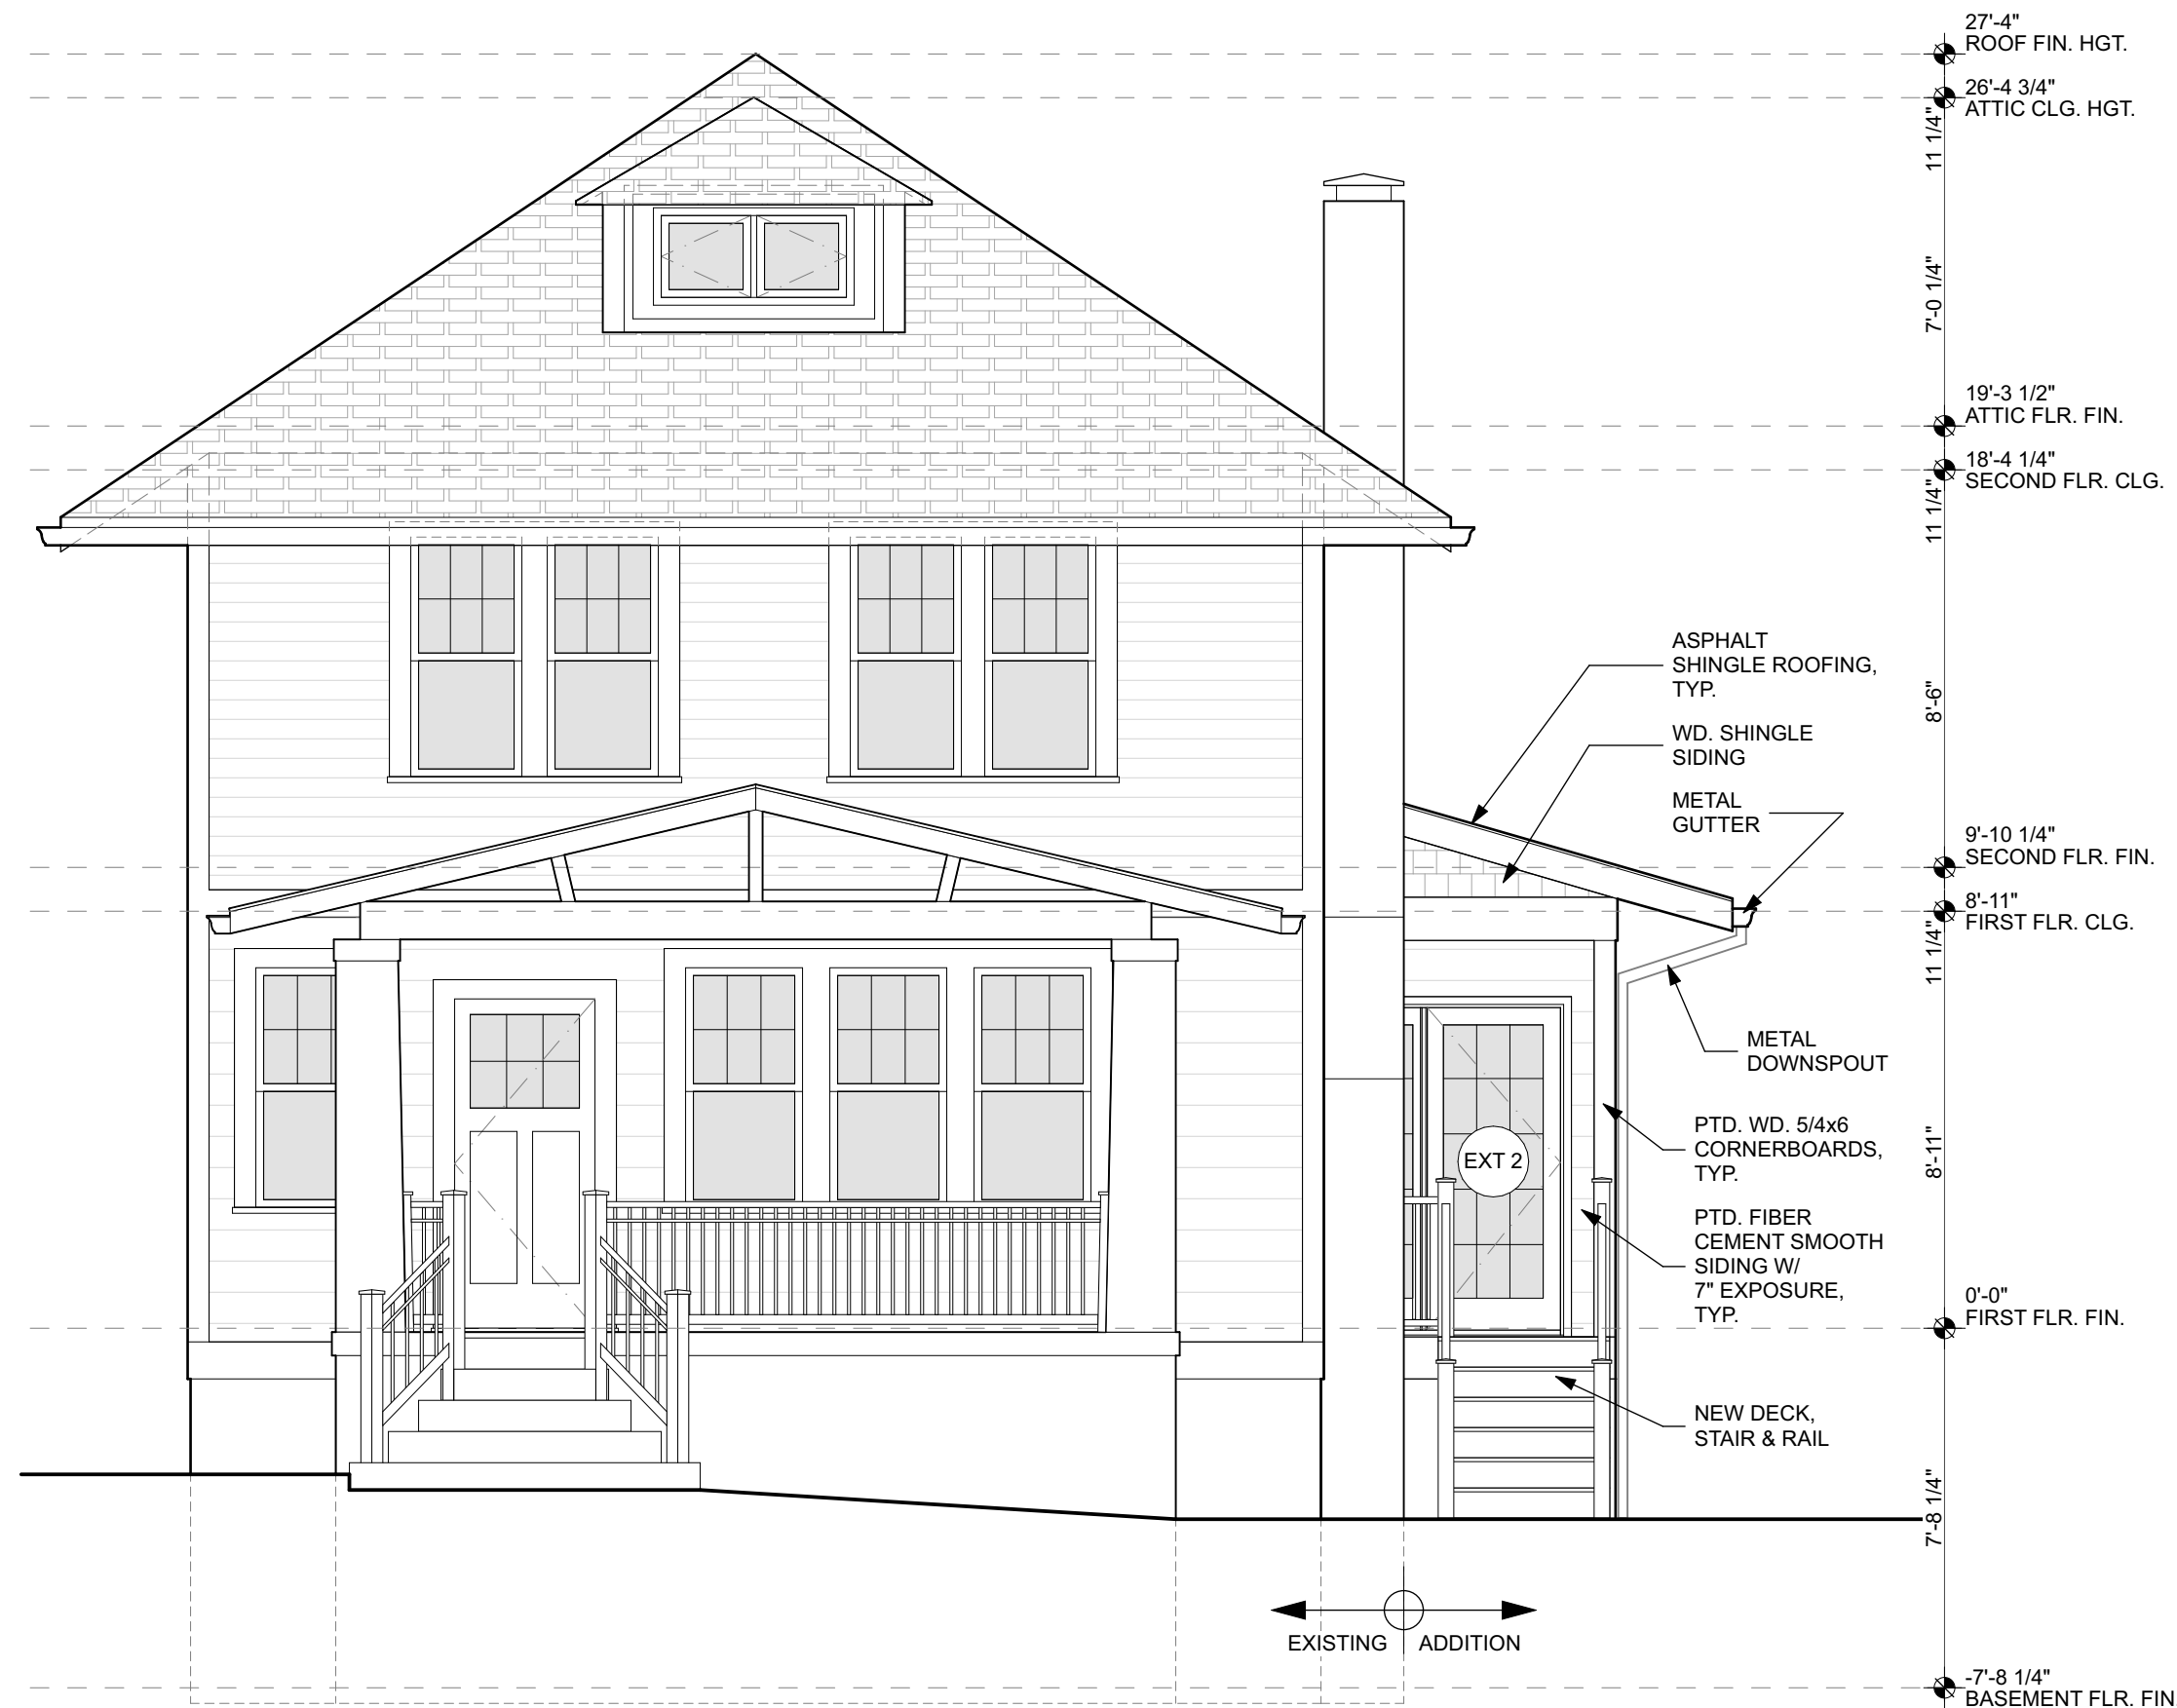 27'-4"
ROOF FIN. HGT.
26'-4 3/4"
ATTIC CLG. HGT.
11 1/4"
7'-0 1/4"
19'-3 1/2"
ATTIC FLR. FIN.
18'-4 1/4"
SECOND FLR. CLG.
11 1/4"
ASPHALT
SHINGLE ROOFING,
TYP.
8'-6"
WD. SHINGLE
SIDING
METAL
GUTTER
9'-10 1/4"
SECOND FLR. FIN.
8'-11"
FIRST FLR. CLG.
11 1/4"
METAL
DOWNSPOUT
PTD. WD. 5/4x6
CORNERBOARDS,
TYP.
8'-11"
EXT 2
PTD. FIBER
CEMENT SMOOTH
SIDING W/
7" EXPOSURE,
TYP.
0'-0"
FIRST FLR. FIN.
NEW DECK,
STAIR & RAIL
7'-8 1/4"
EXISTING
ADDITION
-7'-8 1/4"
BASEMENT FLR. FIN